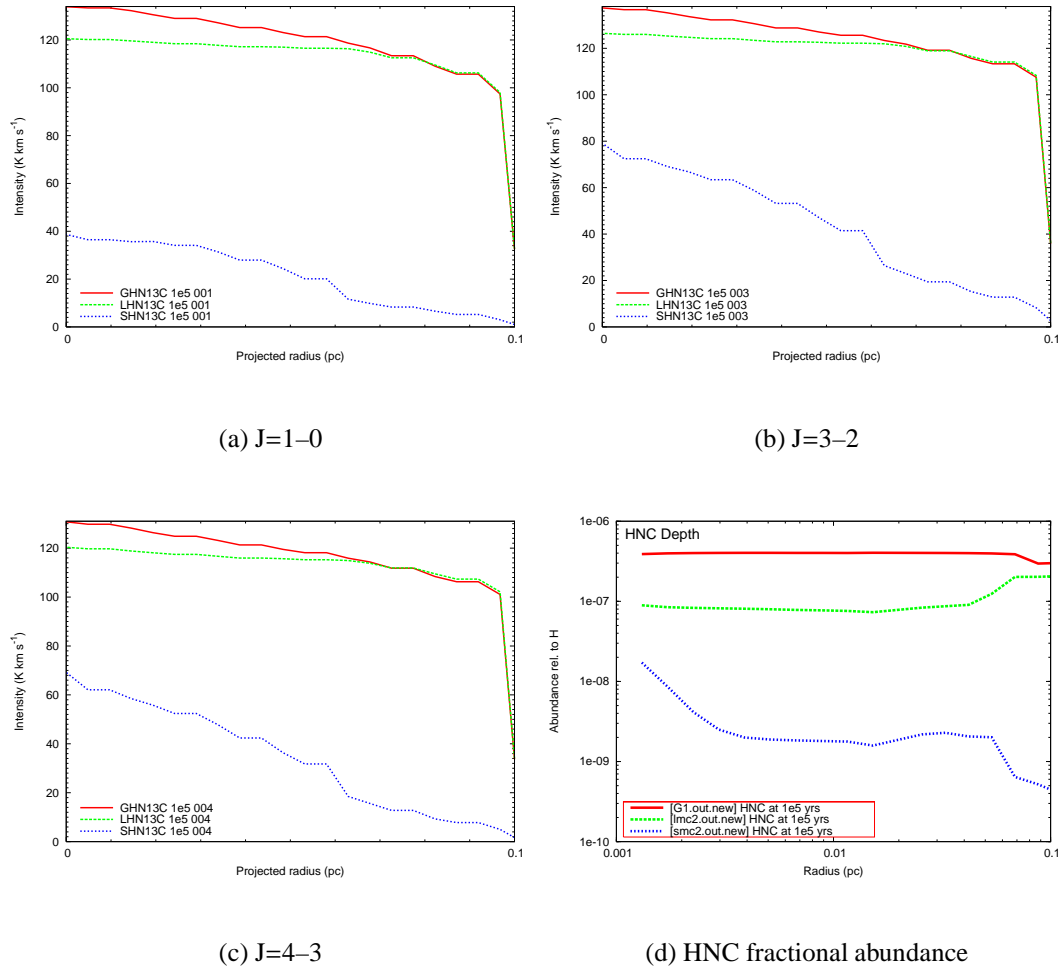 120
100
80
60
40
20
0
Intensity (K km s⁻¹)
GHN13C 1e5 001
LHN13C 1e5 001
SHN13C 1e5 001
0
0.1
Projected radius (pc)
(a) J=1–0
120
100
80
60
40
20
0
Intensity (K km s⁻¹)
GHN13C 1e5 003
LHN13C 1e5 003
SHN13C 1e5 003
0
0.1
Projected radius (pc)
(b) J=3–2
120
100
80
60
40
20
0
Intensity (K km s⁻¹)
GHN13C 1e5 004
LHN13C 1e5 004
SHN13C 1e5 004
0
0.1
Projected radius (pc)
(c) J=4–3
HNC Depth
1e-06
1e-07
1e-08
1e-09
1e-10
Abundance rel. to H
[G1.out.new] HNC at 1e5 yrs
[lmc2.out.new] HNC at 1e5 yrs
[smc2.out.new] HNC at 1e5 yrs
0.001
0.01
0.1
Radius (pc)
(d) HNC fractional abundance